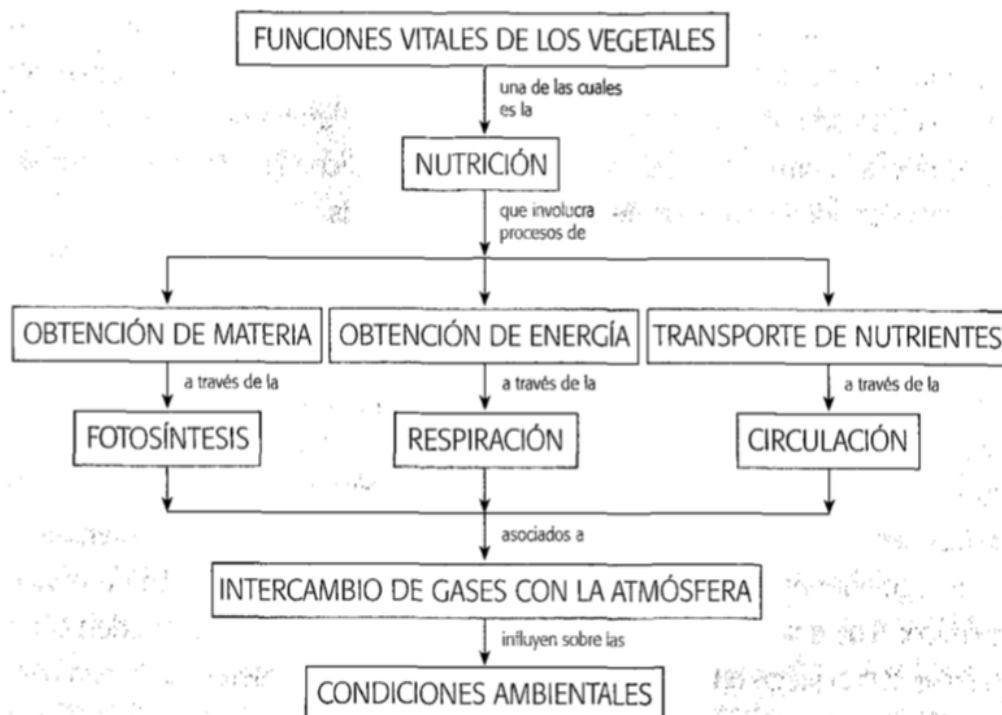 FUNCIONES VITALES DE LOS VEGETALES
una de las cuales
es la
NUTRICIÓN
que involucra
procesos de
OBTENCIÓN DE MATERIA
OBTENCIÓN DE ENERGÍA
TRANSPORTE DE NUTRIENTES
a través de la
a través de la
a través de la
FOTOSÍNTESIS
RESPIRACIÓN
CIRCULACIÓN
asociados a
INTERCAMBIO DE GASES CON LA ATMÓSFERA
influyen sobre las
CONDICIONES AMBIENTALES